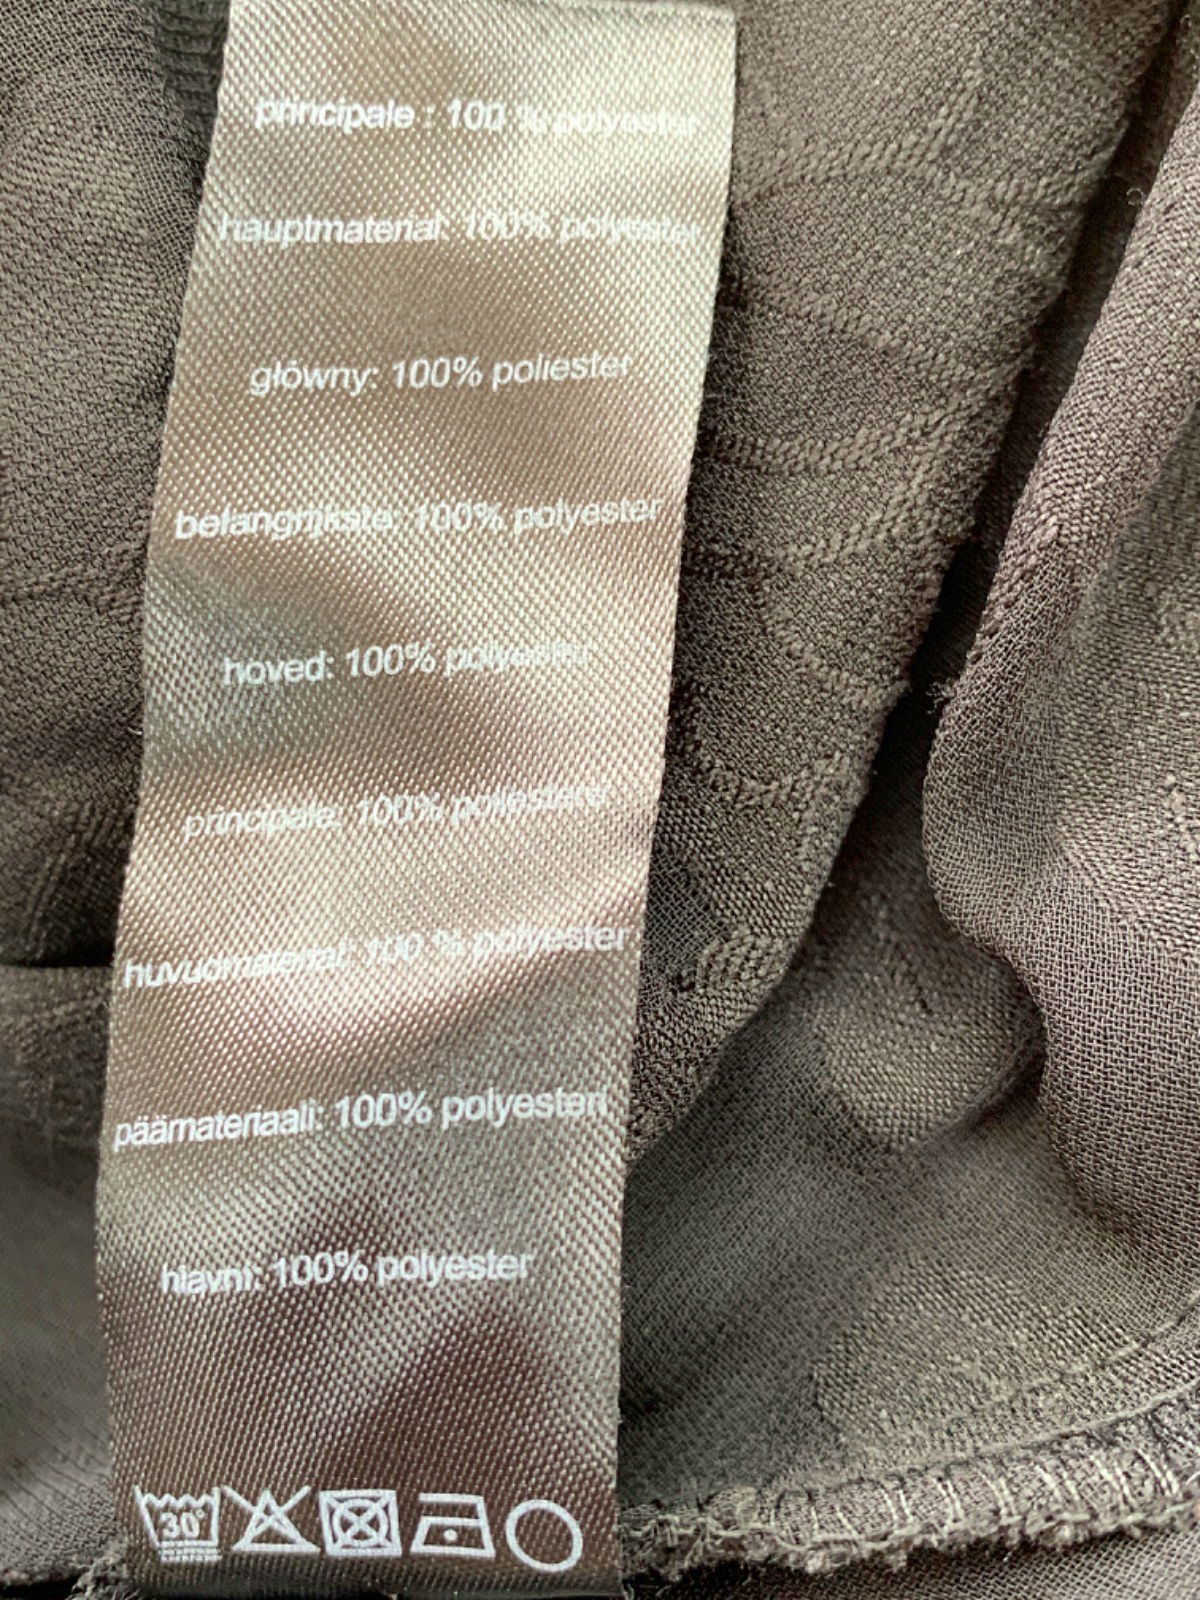 principale : 100 % polyester
hauptmaterial: 100% polyester
główny: 100% poliester
belangrijkste: 100% polyester
hoved: 100% polyester
principale: 100% poliestere
huvudmaterial: 100 % polyester
päämateriaali: 100% polyesteri
hlavní: 100% polyester
30°